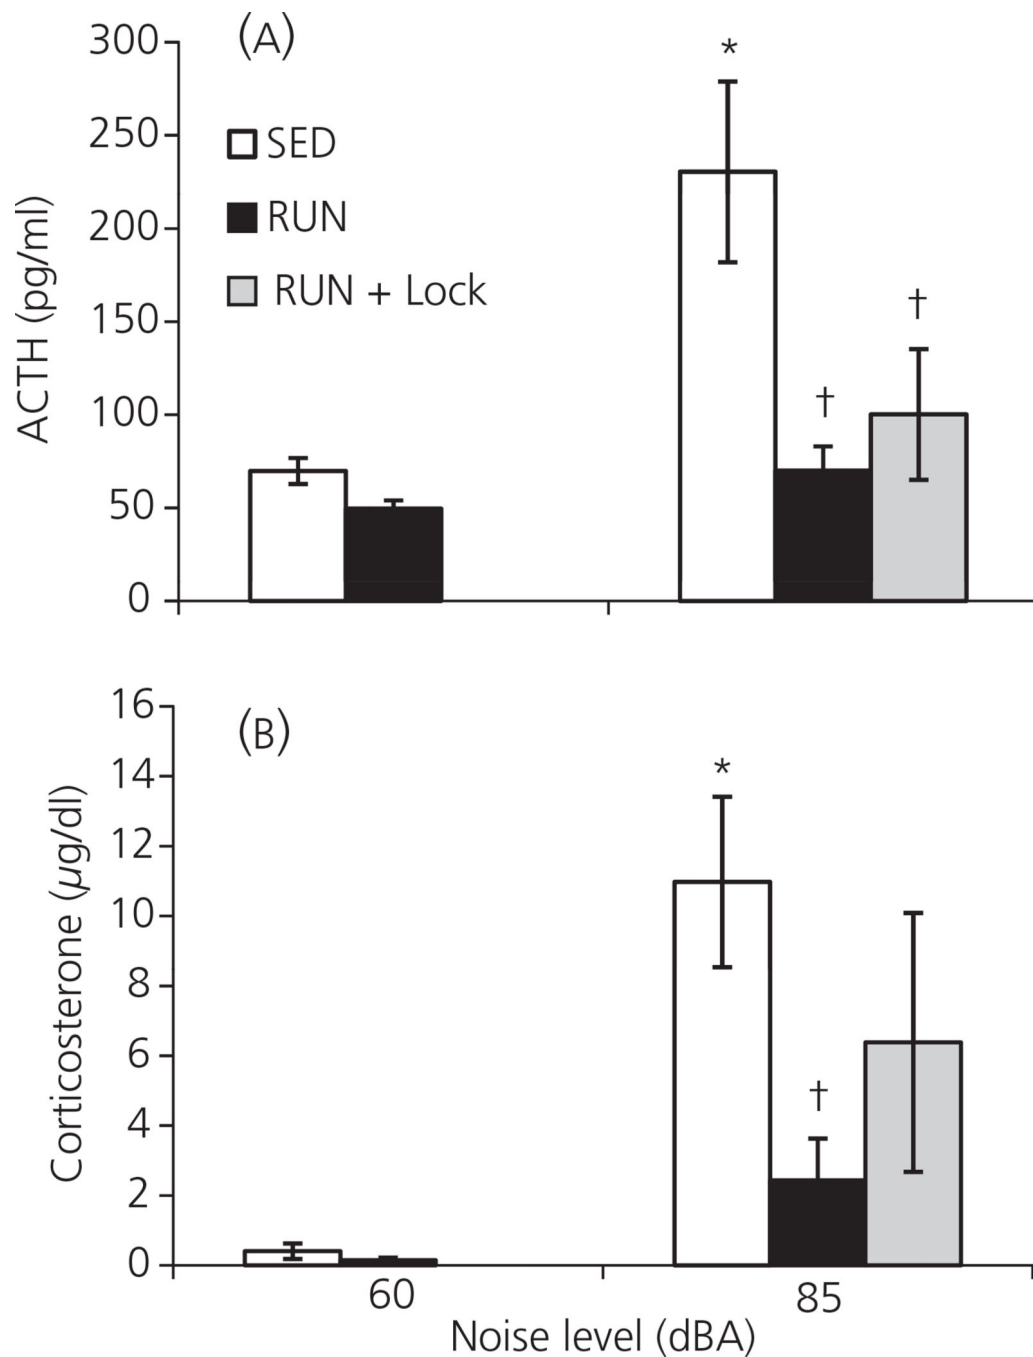 (A)
300
250
200
150
100
50
0
ACTH (pg/ml)
SED
RUN
RUN + Lock
*
†
†
(B)
16
14
12
10
8
6
4
2
0
Corticosterone (µg/dl)
*
†
60
85
Noise level (dBA)